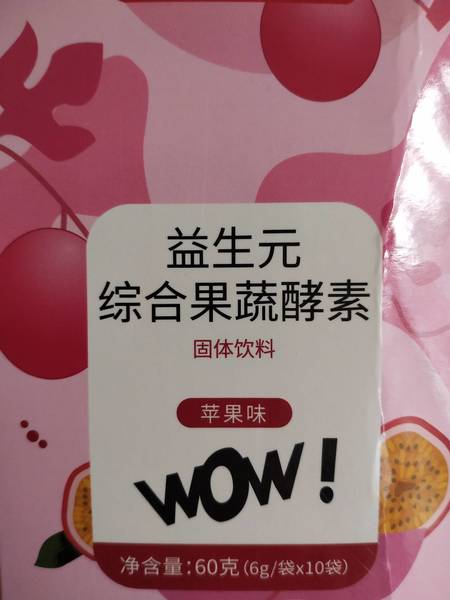 益生元
综合果蔬酵素
固体饮料
苹果味
WOW!
净含量:60克(6g/袋x10袋)